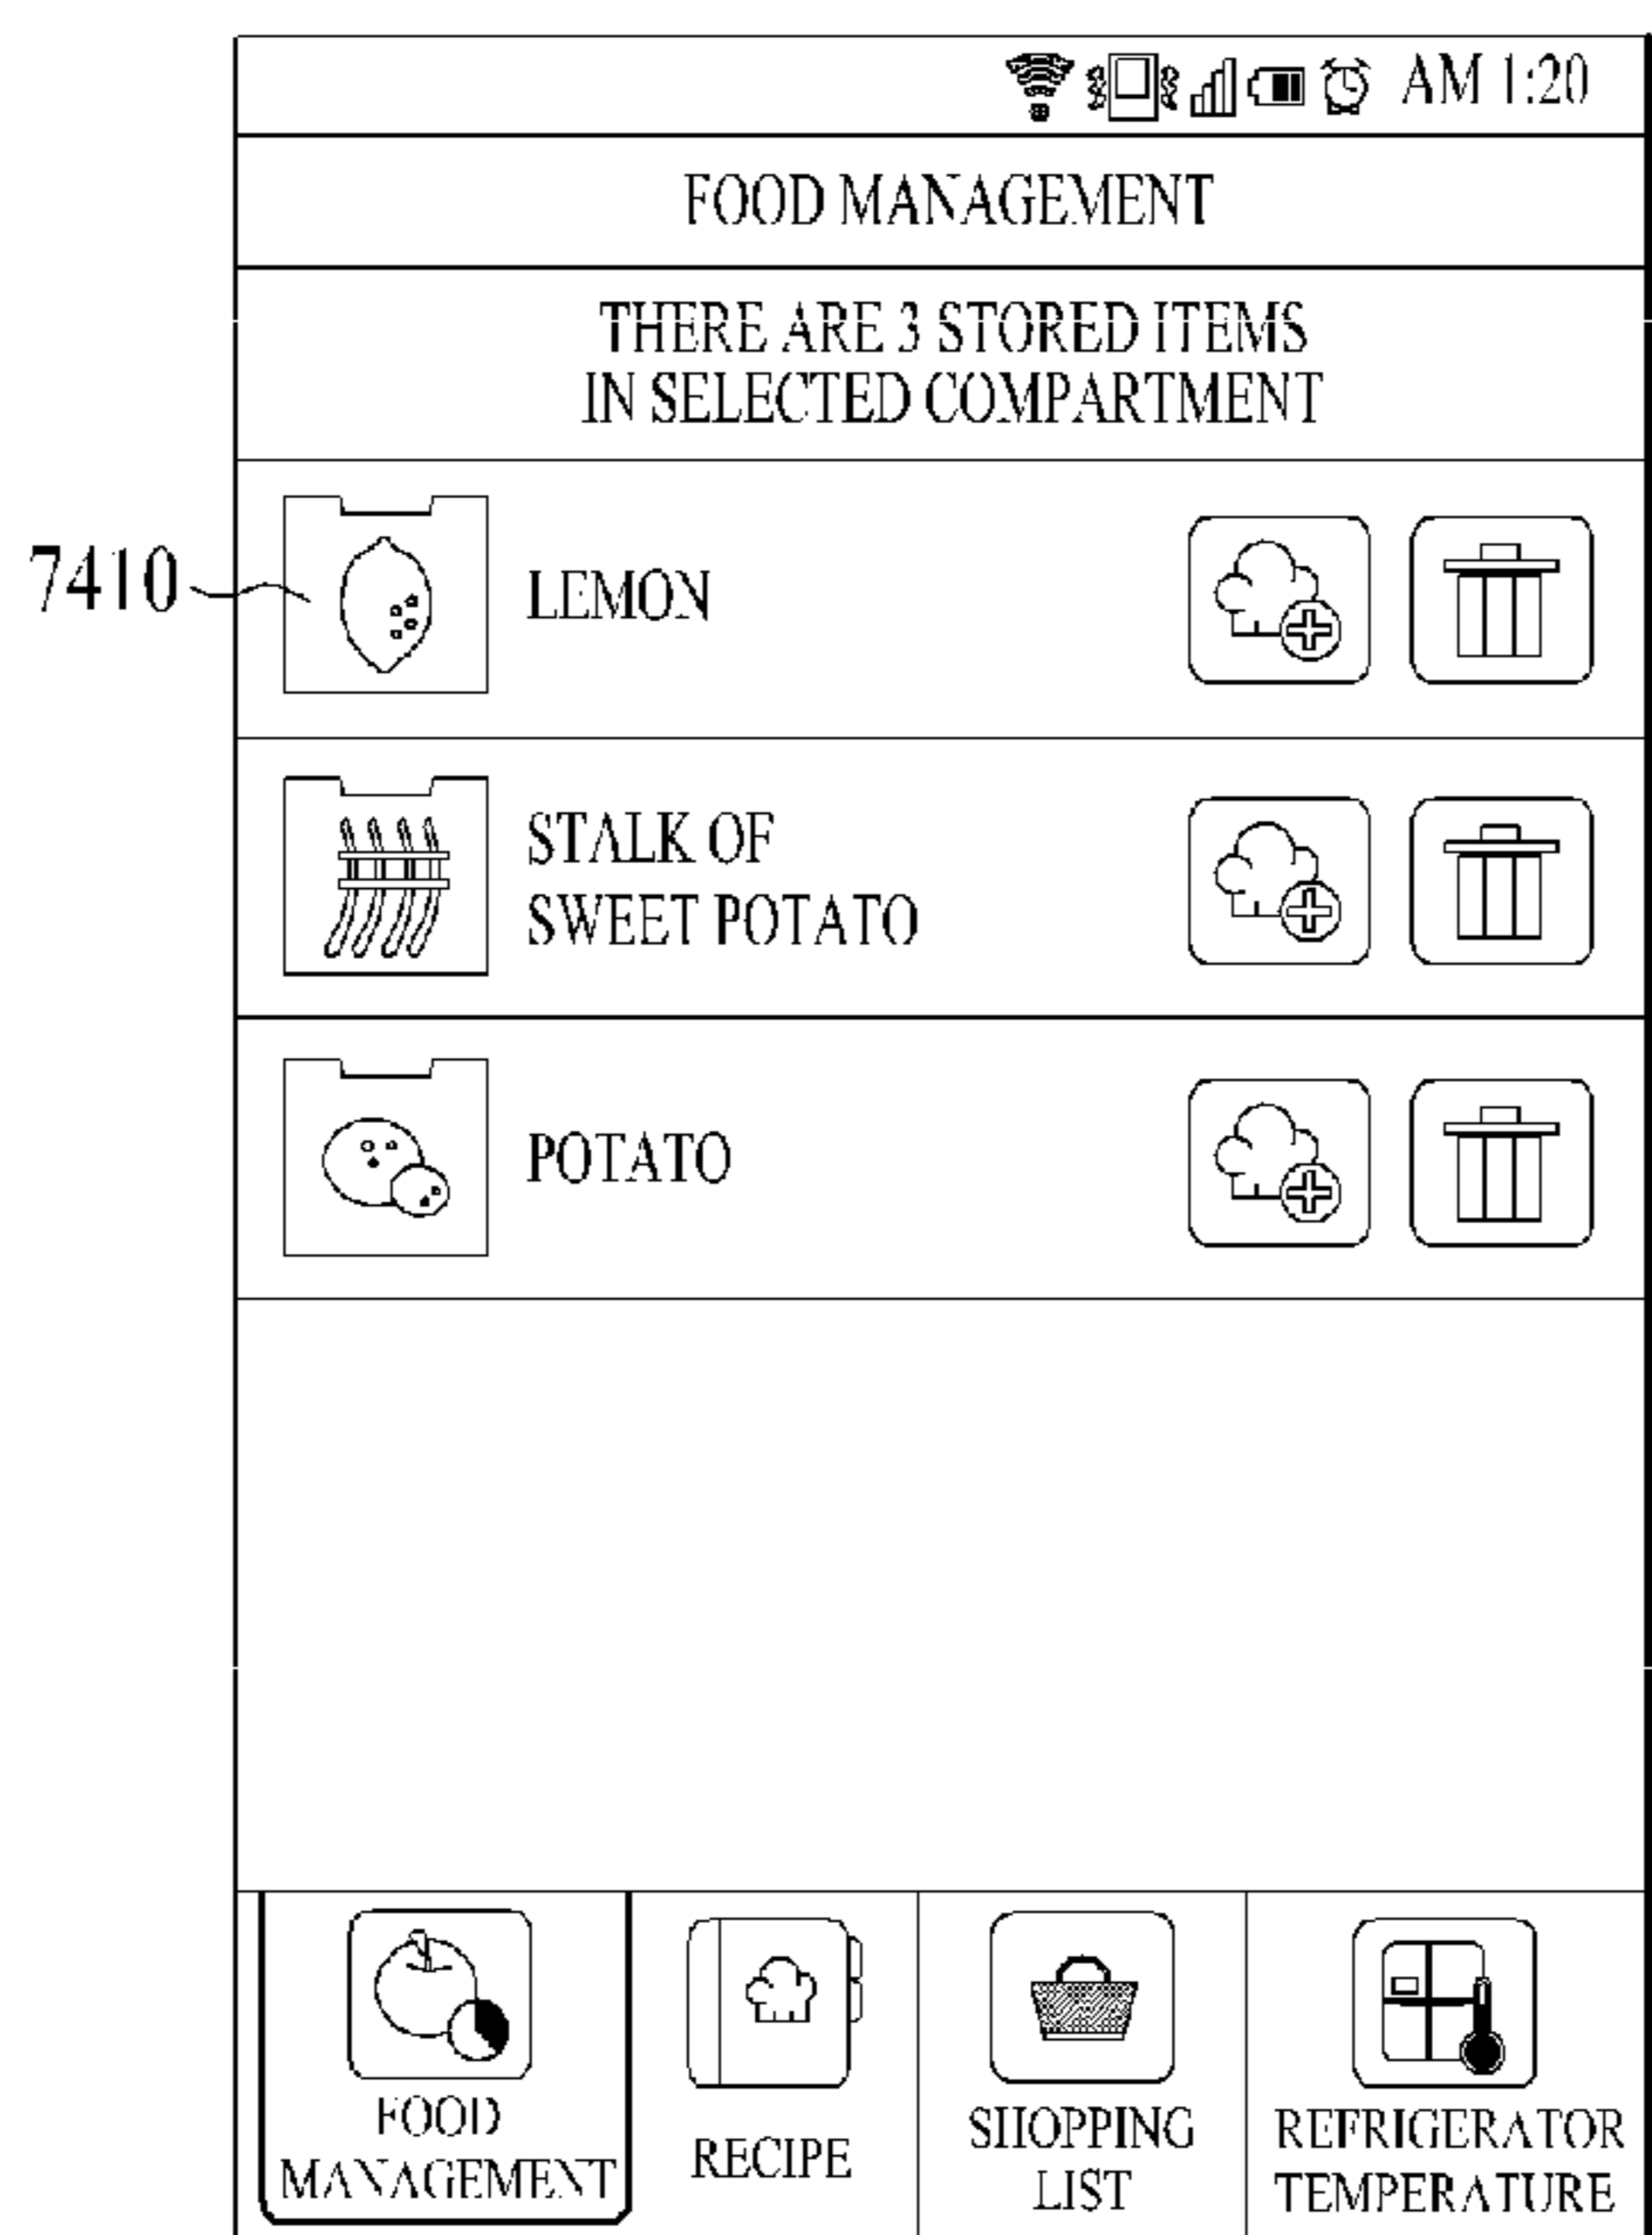 AM 1:20
FOOD MANAGEMENT
THERE ARE 3 STORED ITEMS
IN SELECTED COMPARTMENT
7410
LEMON
STALK OF
SWEET POTATO
POTATO
FOOD
MANAGEMENT
RECIPE
SHOPPING
LIST
REFRIGERATOR
TEMPERATURE